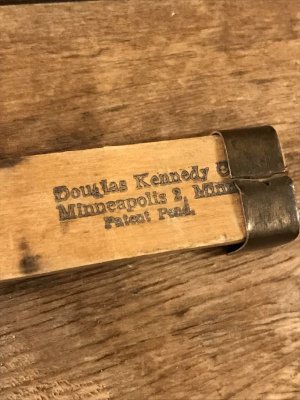 Douglas Kennedy C
Minneapolis 2, Minn
Patent Pend.